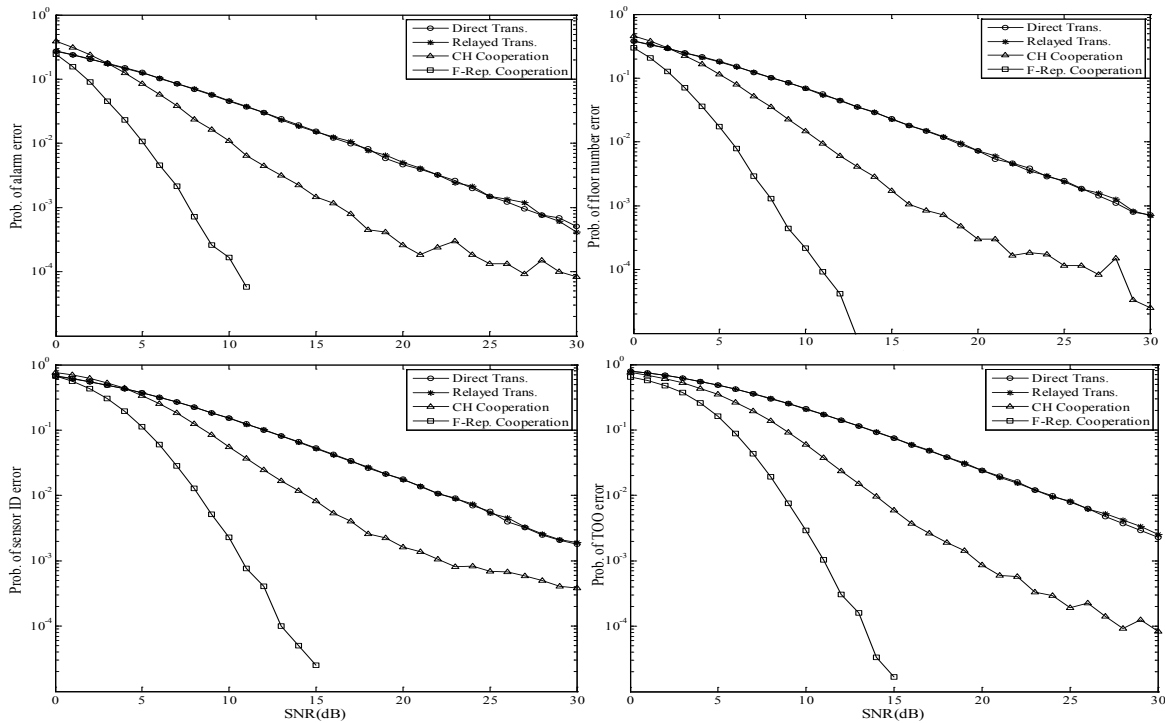 10^0
10^-1
10^-2
10^-3
10^-4
Prob. of alarm error
0 5 10 15 20 25 30
Direct Trans.
Relayed Trans.
CH Cooperation
F-Rep. Cooperation
10^0
10^-1
10^-2
10^-3
10^-4
Prob. of floor number error
0 5 10 15 20 25 30
Direct Trans.
Relayed Trans.
CH Cooperation
F-Rep. Cooperation
10^0
10^-1
10^-2
10^-3
10^-4
Prob. of sensor ID error
0 5 10 15 20 25 30
SNR(dB)
Direct Trans.
Relayed Trans.
CH Cooperation
F-Rep. Cooperation
10^0
10^-1
10^-2
10^-3
10^-4
Prob. of TOO error
0 5 10 15 20 25 30
SNR(dB)
Direct Trans.
Relayed Trans.
CH Cooperation
F-Rep. Cooperation